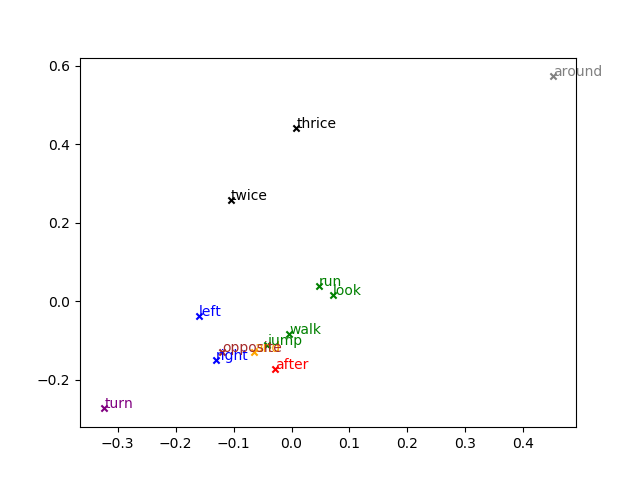 0.6
0.4
0.2
0.0
−0.2
−0.3
−0.2
−0.1
0.0
0.1
0.2
0.3
0.4
around
thrice
twice
run
look
left
walk
jump
opposite
right
after
turn